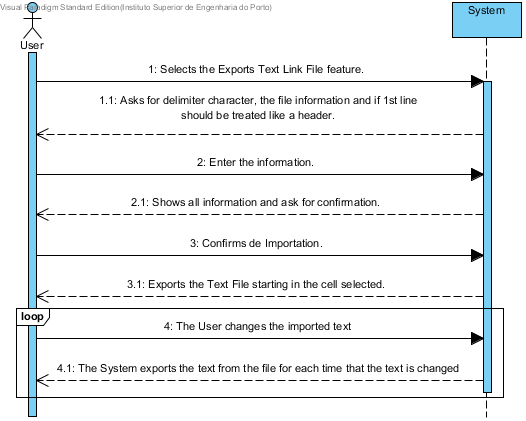 Visual Paradigm Standard Edition(Instituto Superior de Engenharia do Porto)
User
System
1: Selects the Exports Text Link File feature.
1.1: Asks for delimiter character, the file information and if 1st line
should be treated like a header.
2: Enter the information.
2.1: Shows all information and ask for confirmation.
3: Confirms de Importation.
3.1: Exports the Text File starting in the cell selected.
loop
4: The User changes the imported text
4.1: The System exports the text from the file for each time that the text is changed